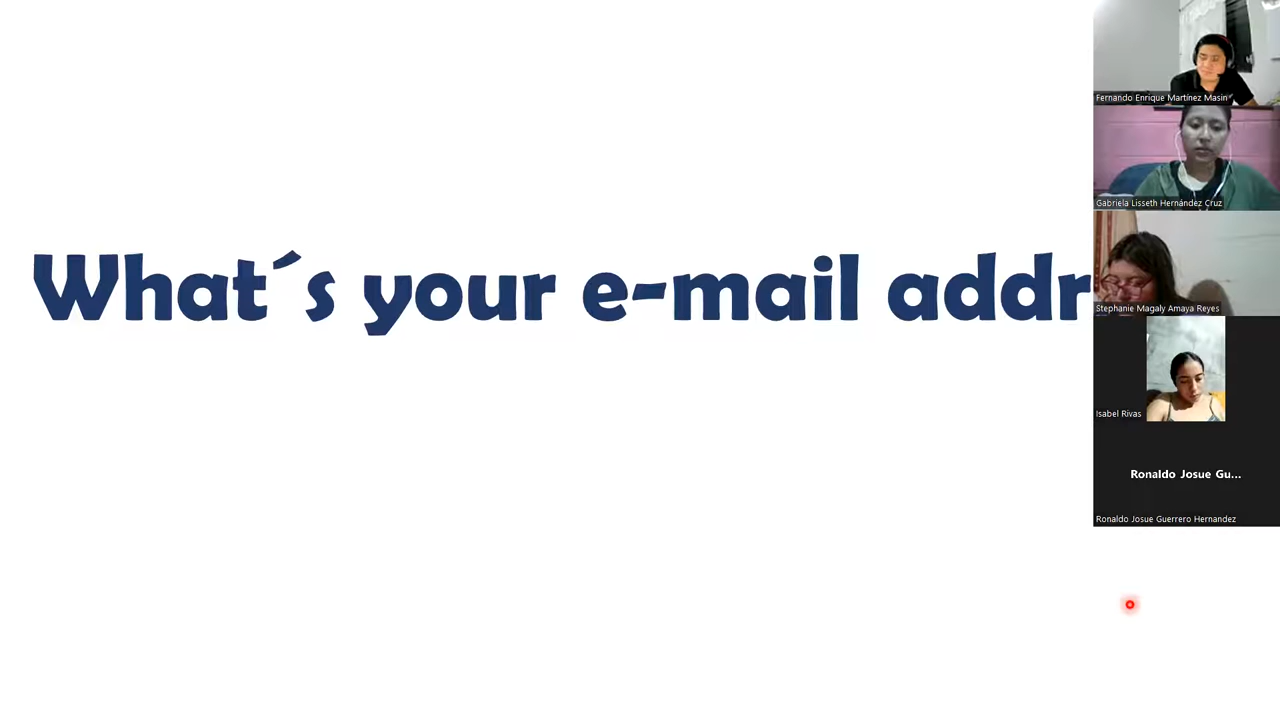 What´s your e-mail addr
Fernando Enrique Martínez Masin
Gabriela Lisseth Hernández Cruz
Stephanie Magaly Amaya Reyes
Isabel Rivas
Ronaldo Josue Gu...
Ronaldo Josue Guerrero Hernandez